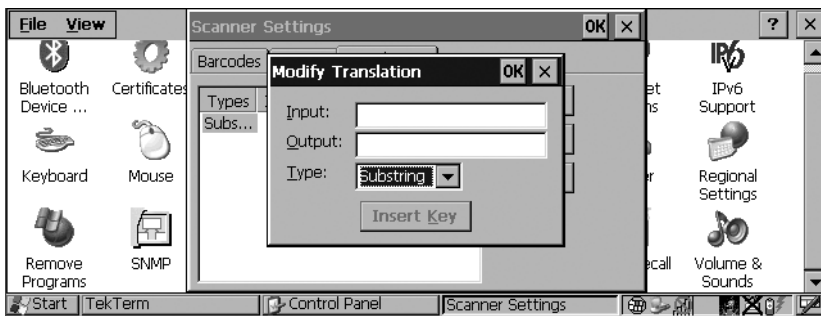 File View
Scanner Settings OK ×
? ×
Barcodes
Modify Translation OK ×
Bluetooth
Device ...
Certificates
IPv6
Support
Types
Subs...
Input:
Output:
Type: Substring
Insert Key
Keyboard
Mouse
Regional
Settings
Remove
Programs
SNMP
Volume &
Sounds
Start TekTerm Control Panel Scanner Settings